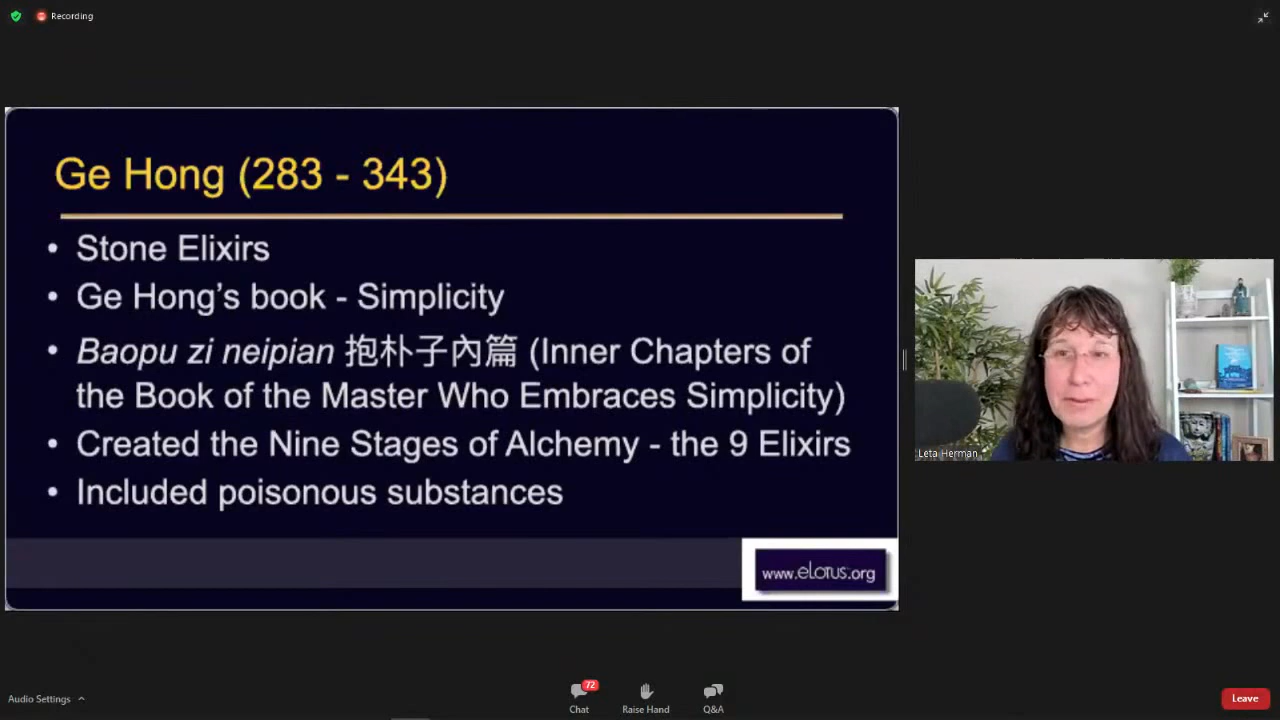 Recording
Ge Hong (283 - 343)
• Stone Elixirs
• Ge Hong's book - Simplicity
• Baopu zi neipian 抱朴子內篇 (Inner Chapters of
the Book of the Master Who Embraces Simplicity)
• Created the Nine Stages of Alchemy - the 9 Elixirs
• Included poisonous substances
www.eLotus.org
Leta Herman
Audio Settings
72
Chat
Raise Hand
Q&A
Leave